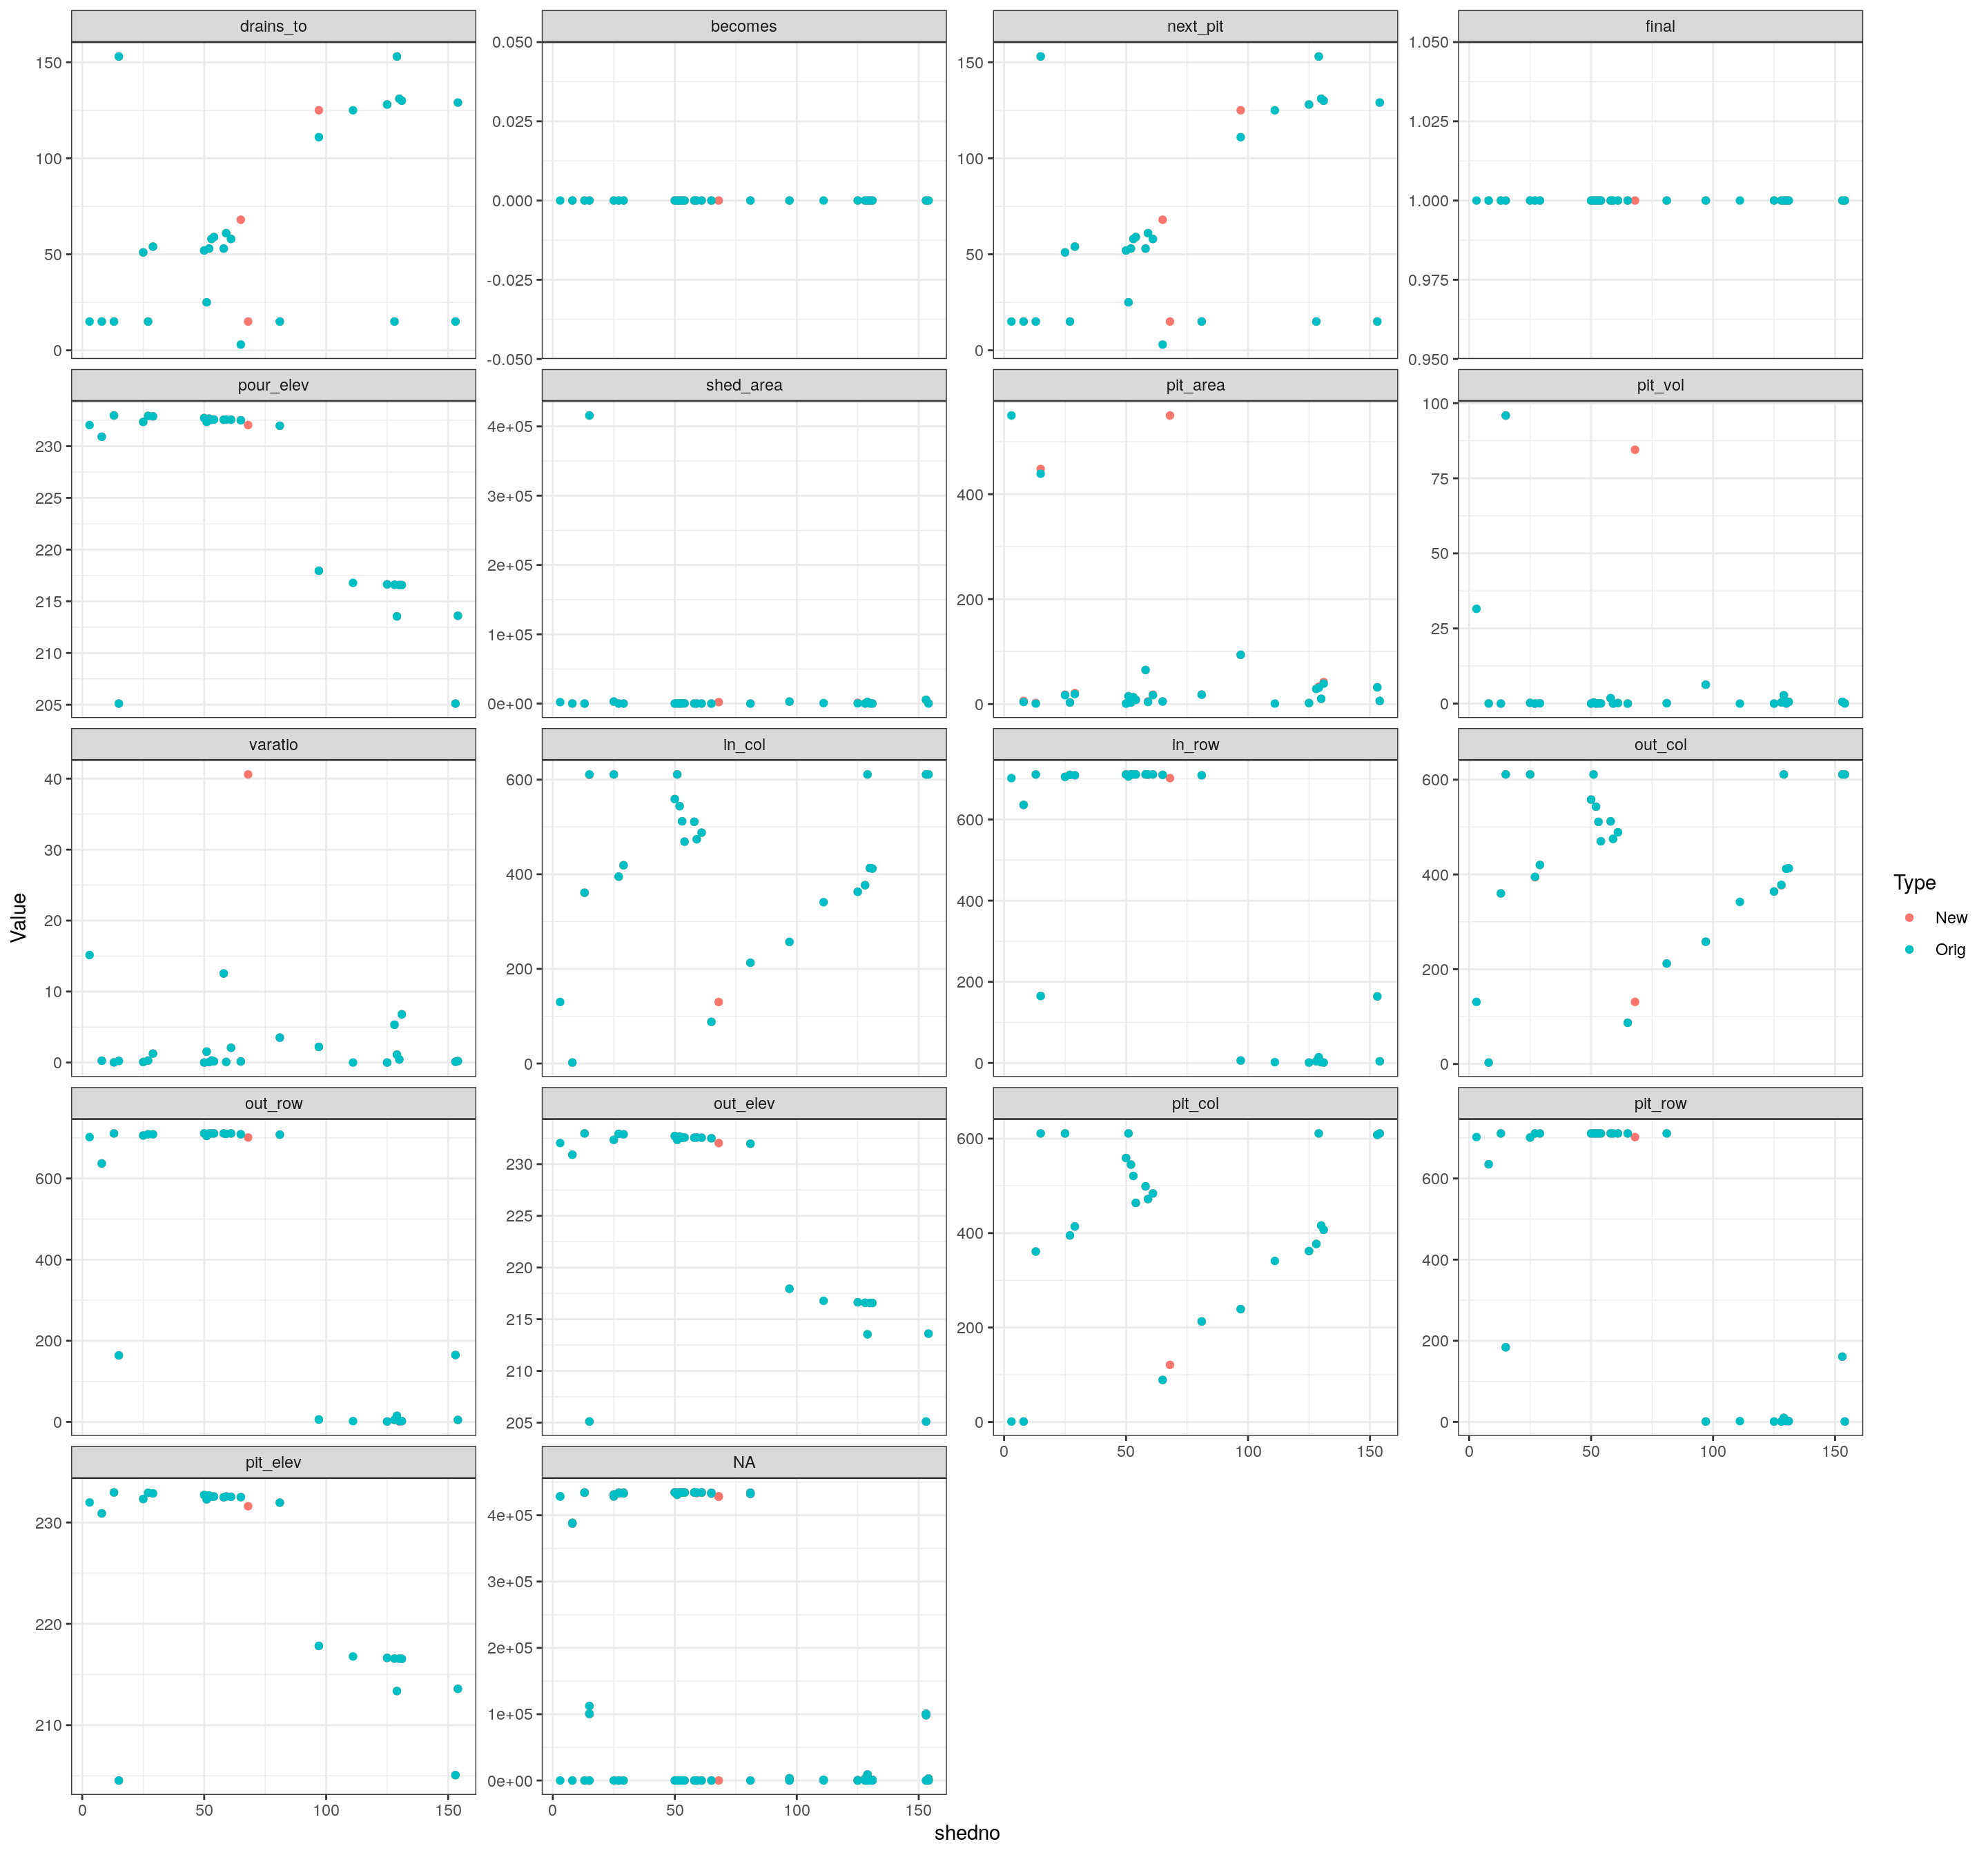 drains_to becomes next_pit final
150 100 50 0
0.050 0.025 0.000 -0.025 -0.050
150 100 50 0
1.050 1.025 1.000 0.975 0.950
pour_elev shed_area pit_area pit_vol
230 225 220 215 210 205
4e+05 3e+05 2e+05 1e+05 0e+00
400 200 0
100 75 50 25 0
varatio in_col in_row out_col
40 30 20 10 0
600 400 200 0
600 400 200 0
600 400 200 0
out_row out_elev pit_col pit_row
600 400 200 0
230 225 220 215 210 205
600 400 200 0
600 400 200 0
0 50 100 150
0 50 100 150
pit_elev NA
230 220 210
4e+05 3e+05 2e+05 1e+05 0e+00
0 50 100 150
0 50 100 150
shedno
Value
Type
New
Orig